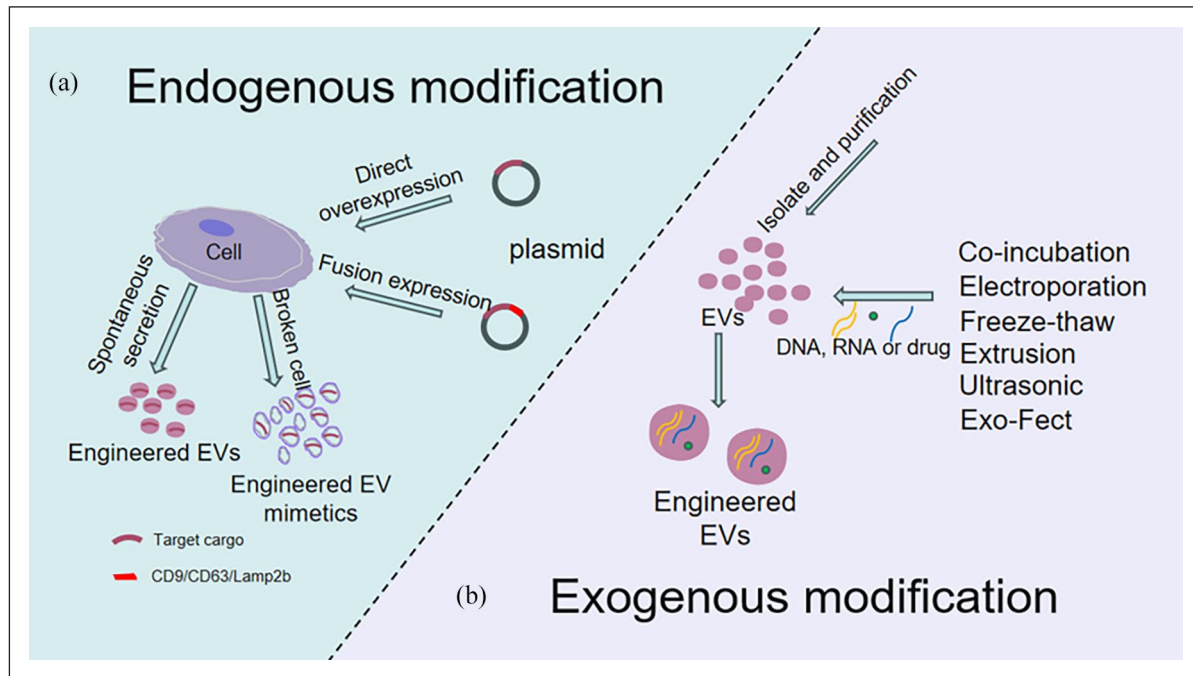 (a)
Endogenous modification
Direct
overexpression
plasmid
Cell
Fusion expression
Spontaneous
secretion
Broken cell
Engineered EVs
Engineered EV
mimetics
Target cargo
CD9/CD63/Lamp2b
Isolate and purification
EVs
DNA, RNA or drug
Co-incubation
Electroporation
Freeze-thaw
Extrusion
Ultrasonic
Exo-Fect
Engineered
EVs
(b)
Exogenous modification